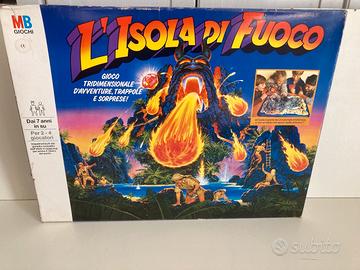 MB
GIOCHI
L'ISOLA DI FUOCO
GIOCO
TRIDIMENSIONALE
D'AVVENTURE, TRAPPOLE
E SORPRESE!
Dai 7 anni
in su
Per 2 - 4
giocatori
Subito.it